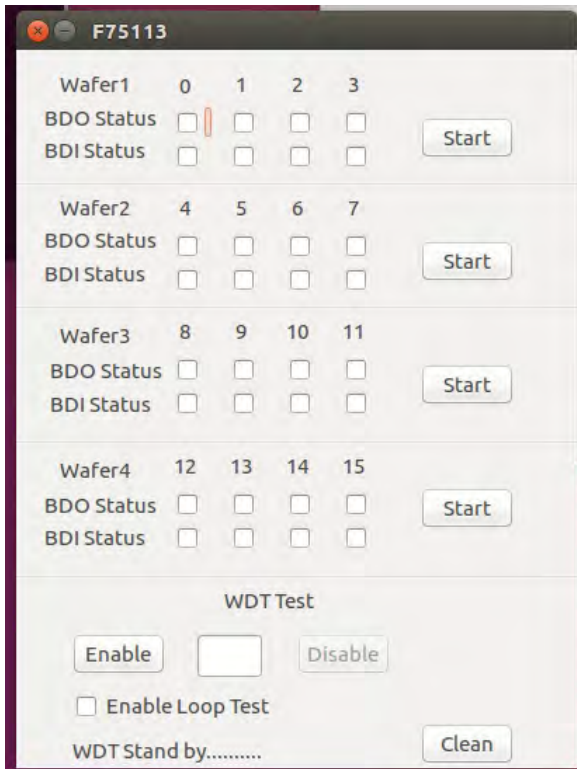 F75113
Wafer1 0 1 2 3
BDO Status
BDI Status
Start
Wafer2 4 5 6 7
BDO Status
BDI Status
Start
Wafer3 8 9 10 11
BDO Status
BDI Status
Start
Wafer4 12 13 14 15
BDO Status
BDI Status
Start
WDT Test
Enable Disable
Enable Loop Test
WDT Stand by..........
Clean